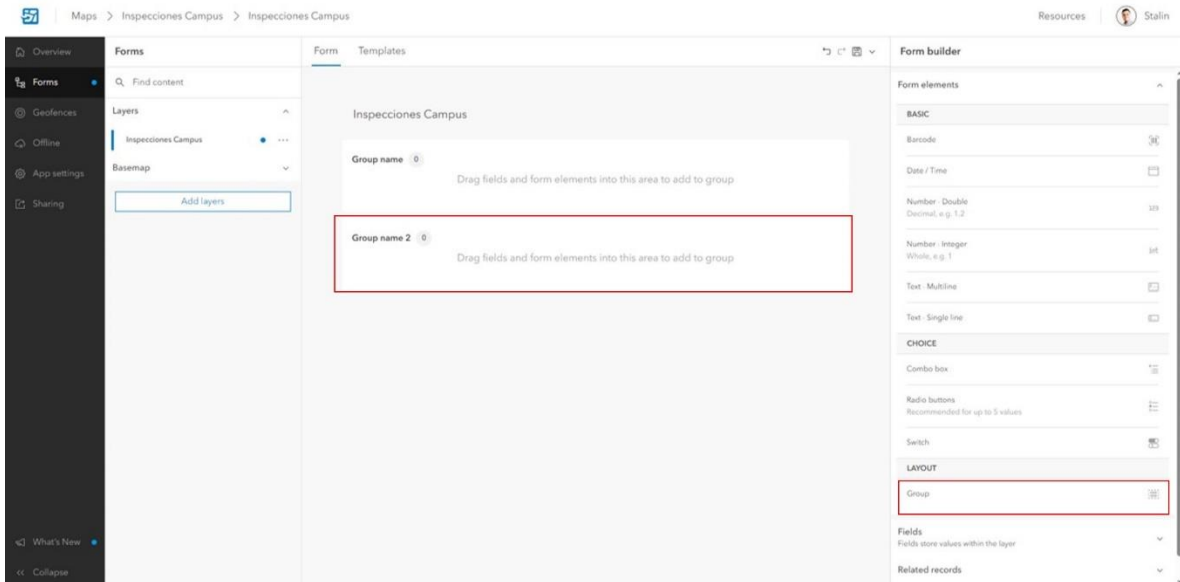 Maps > Inspecciones Campus > Inspecciones Campus
Resources
Stalin
Overview
Forms
Geofences
Offline
App settings
Sharing
What's New
<< Collapse
Forms
Find content
Layers
Inspecciones Campus
Basemap
Add layers
Form Templates
Inspecciones Campus
Group name 0
Drag fields and form elements into this area to add to group
Group name 2 0
Drag fields and form elements into this area to add to group
Form builder
Form elements
BASIC
Barcode
Date / Time
Number - Double
Decimal, e.g. 1.2
Number - Integer
Whole, e.g. 1
Text - Multiline
Text - Single line
CHOICE
Combo box
Radio buttons
Recommended for up to 5 values
Switch
LAYOUT
Group
Fields
Fields store values within the layer
Related records